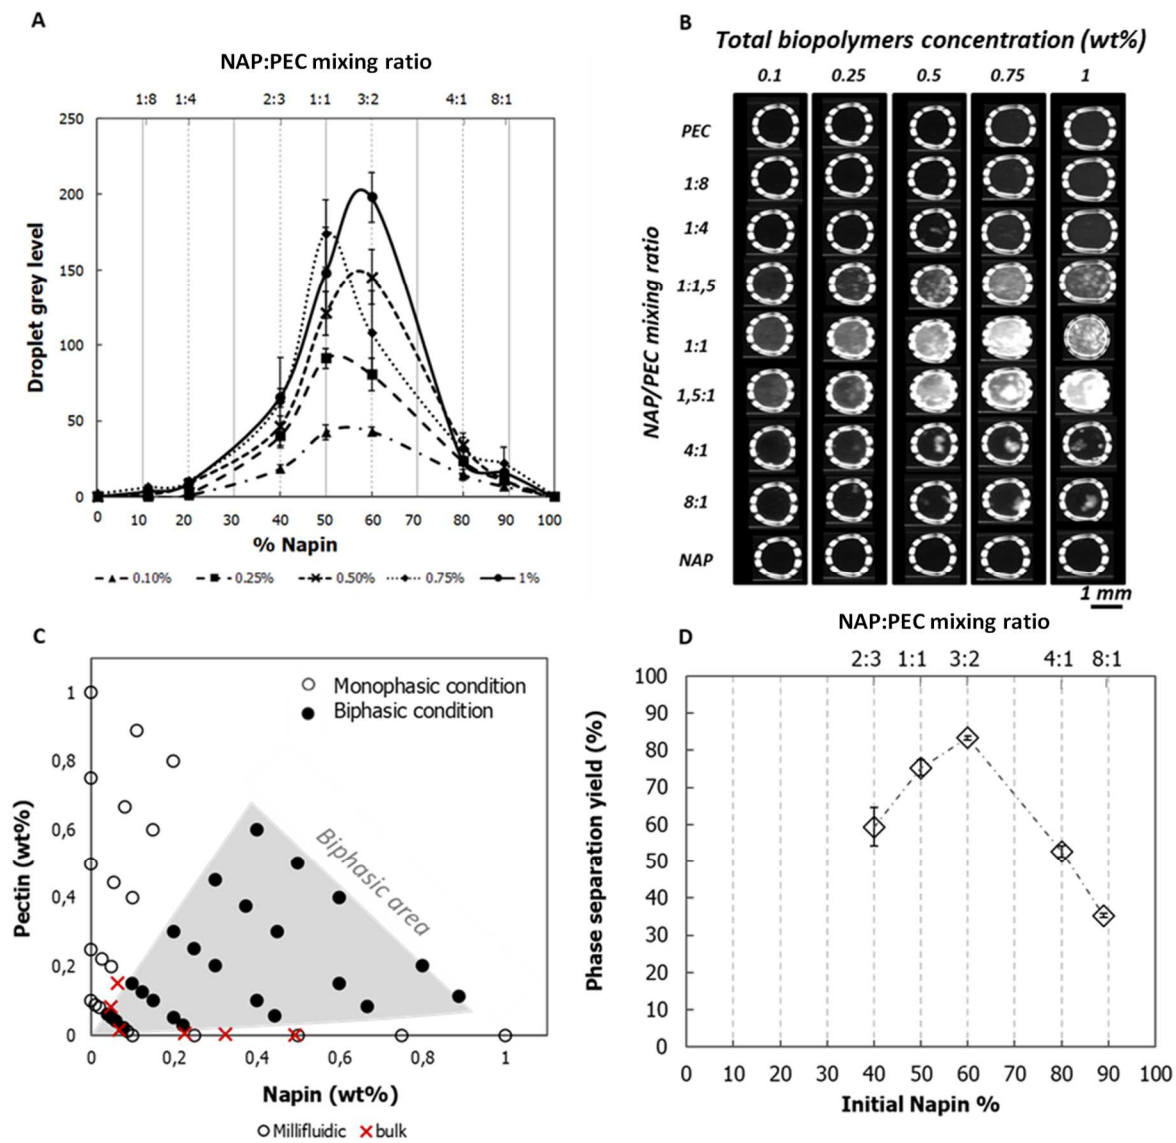 A
NAP:PEC mixing ratio
1:8 1:4 2:3 1:1 3:2 4:1 8:1
250
200
150
100
50
0
Droplet grey level
0 10 20 30 40 50 60 70 80 90 100
% Napin
0.10% 0.25% 0.50% 0.75% 1%
B
Total biopolymers concentration (wt%)
0.1 0.25 0.5 0.75 1
NAP/PEC mixing ratio
PEC
1:8
1:4
1:1,5
1:1
1,5:1
4:1
8:1
NAP
1 mm
C
Monophasic condition
Biphasic condition
Biphasic area
1
0,8
0,6
0,4
0,2
0
Pectin (wt%)
0 0,2 0,4 0,6 0,8 1
Napin (wt%)
Millifluidic bulk
D
NAP:PEC mixing ratio
2:3 1:1 3:2 4:1 8:1
100
90
80
70
60
50
40
30
20
10
0
Phase separation yield (%)
0 10 20 30 40 50 60 70 80 90 100
Initial Napin %